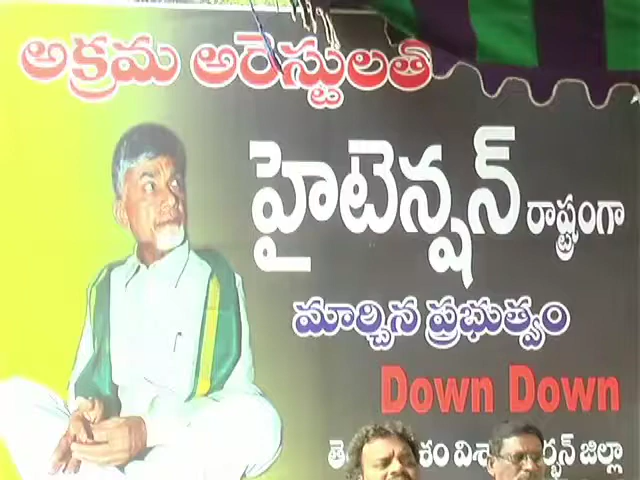 అక్రమ అరెస్టులతో
హైటెన్షన్ రాష్ట్రంగా
మార్చిన ప్రభుత్వం
Down Down
జిల్లా